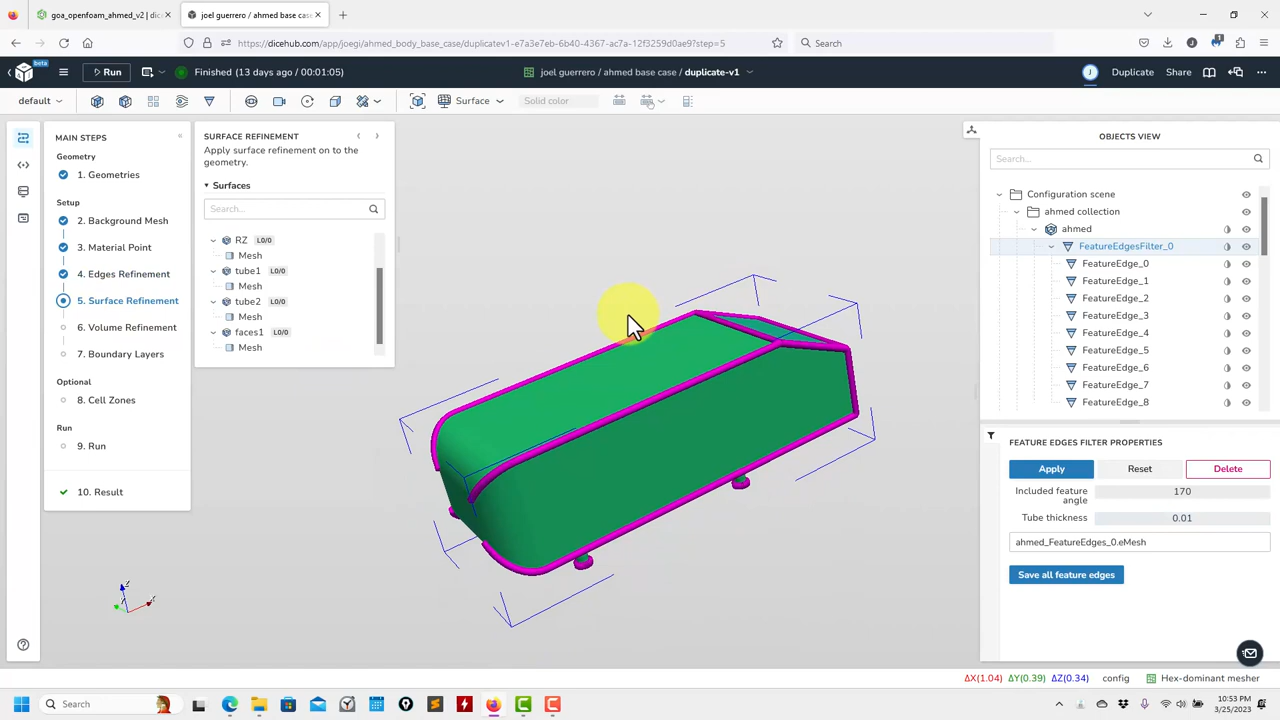 goa_openfoam_ahmed_v2 | dice
joel guerrero / ahmed base case
https://dicehub.com/app/joegi/ahmed_body_base_case/duplicatev1e7a3e7eb-0e40-4367-ac7a-12f3259d0ae9?step=5
Search
beta
Run
Finished (13 days ago / 00:01:05)
joel guerrero / ahmed base case / duplicate-v1
J
Duplicate
Share
default
Surface
Solid color
MAIN STEPS
Geometry
1. Geometries
Setup
2. Background Mesh
3. Material Point
4. Edges Refinement
5. Surface Refinement
6. Volume Refinement
7. Boundary Layers
Optional
8. Cell Zones
Run
9. Run
10. Result
SURFACE REFINEMENT
Apply surface refinement on to the
geometry.
Surfaces
Search...
RZ L0/0
Mesh
tube1 L0/0
Mesh
tube2 L0/0
Mesh
faces1 L0/0
Mesh
OBJECTS VIEW
Search...
Configuration scene
ahmed collection
ahmed
FeatureEdgesFilter_0
FeatureEdge_0
FeatureEdge_1
FeatureEdge_2
FeatureEdge_3
FeatureEdge_4
FeatureEdge_5
FeatureEdge_6
FeatureEdge_7
FeatureEdge_8
FEATURE EDGES FILTER PROPERTIES
Apply
Reset
Delete
Included feature
angle
170
Tube thickness
0.01
ahmed_FeatureEdges_0.eMesh
Save all feature edges
ΔX(1.04) ΔY(0.39) ΔZ(0.34) config Hex-dominant mesher
Search
10:53 PM
3/25/2023